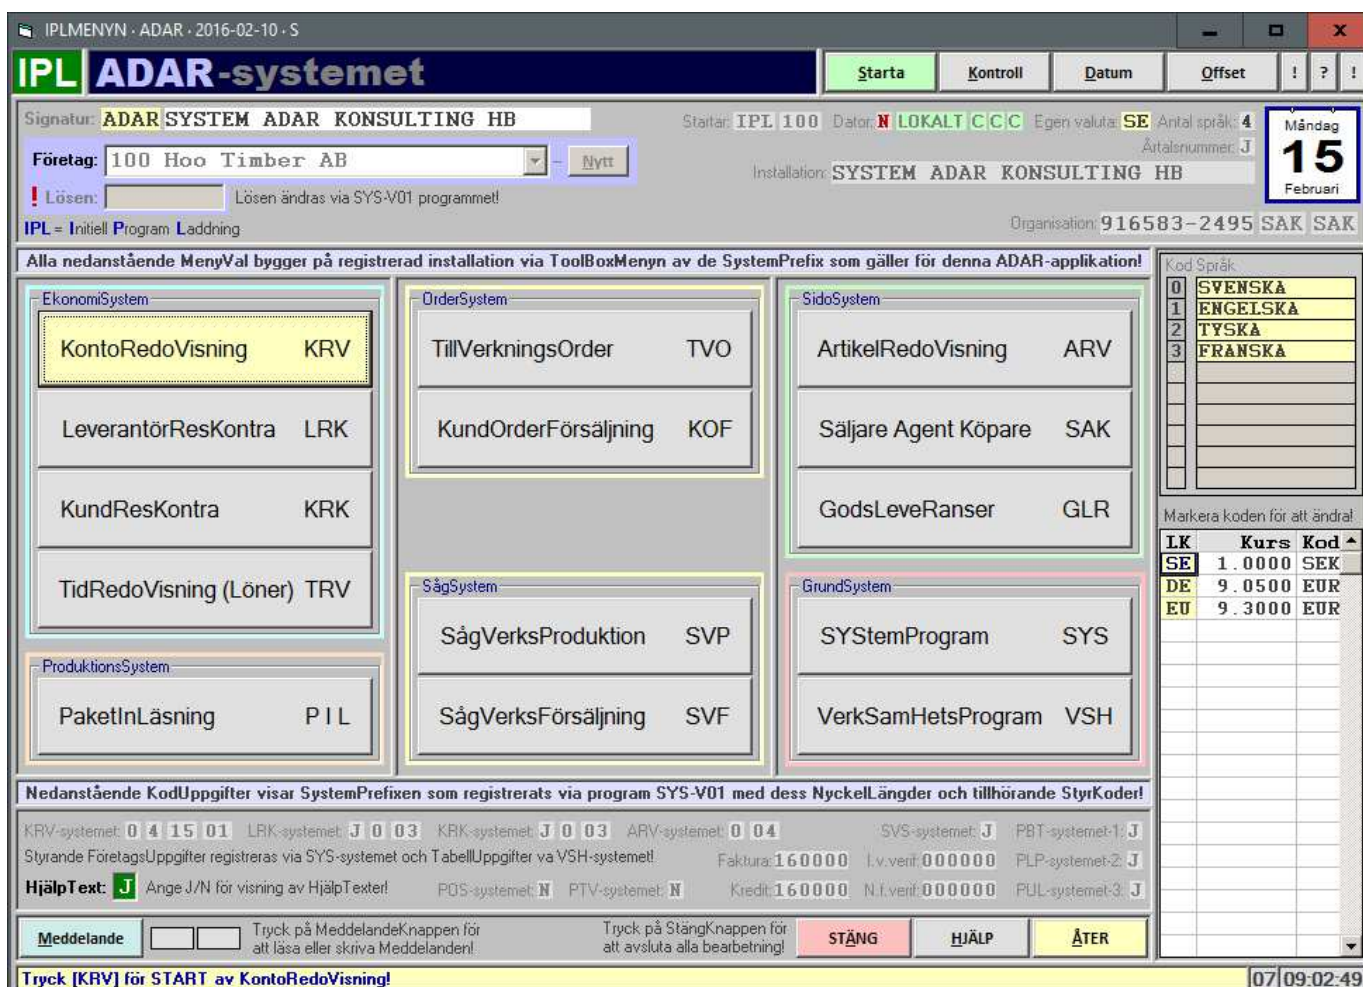 IPLMENYN · ADAR · 2016-02-10 · S
IPL ADAR-systemet
Starta Kontroll Datum Offset ! ? !
Signatur: ADAR SYSTEM ADAR KONSULTING HB
Startar: IPL 100 Dator: N LOKALT C C C Egen valuta: SE Antal språk: 4
Årtalsnummer: J
Måndag
15
Februari
Företag: 100 Hoo Timber AB - Nytt
Installation: SYSTEM ADAR KONSULTING HB
! Lösen: Lösen ändras via SYS-V01 programmet!
IPL = Initiell Program Laddning
Organisation: 916583-2495 SAK SAK
Alla nedanstående MenyVal bygger på registrerad installation via ToolBoxMenyn av de SystemPrefix som gäller för denna ADAR-applikation!
EkonomiSystem
KontoRedoVisning KRV
LeverantörResKontra LRK
KundResKontra KRK
TidRedoVisning (Löner) TRV
ProduktionsSystem
PaketInLäsning P I L
OrderSystem
TillVerkningsOrder TVO
KundOrderFörsäljning KOF
SågSystem
SågVerksProduktion SVP
SågVerksFörsäljning SVF
SidoSystem
ArtikelRedoVisning ARV
Säljare Agent Köpare SAK
GodsLeveRanser GLR
GrundSystem
SYStemProgram SYS
VerkSamHetsProgram VSH
Kod Språk
0 SVENSKA
1 ENGELSKA
2 TYSKA
3 FRANSKA
Markera koden för att ändra!
LK Kurs Kod
SE 1.0000 SEK
DE 9.0500 EUR
EU 9.3000 EUR
Nedanstående KodUppgifter visar SystemPrefixen som registrerats via program SYS-V01 med dess NyckelLängder och tillhörande StyrKoder!
KRV-systemet: 0 4 15 01 LRK-systemet: J 0 03 KRK-systemet: J 0 03 ARV-systemet: 0 04 SVS-systemet: J PBT-systemet-1: J
Styrande FöretagsUppgifter registreras via SYS-systemet och TabellUppgifter va VSH-systemet! Faktura: 160000 I.v.verif: 000000 PLP-systemet-2: J
HjälpText: J Ange J/N för visning av HjälpTexter! POS-systemet: N PTV-systemet: N Kredit: 160000 N.f.verif: 000000 PUL-systemet-3: J
Meddelande
Tryck på MeddelandeKnappen för
att läsa eller skriva Meddelanden!
Tryck på StängKnappen för
att avsluta alla bearbetning!
STÄNG HJÄLP ÅTER
Tryck [KRV] för START av KontoRedoVisning! 07 09:02:49